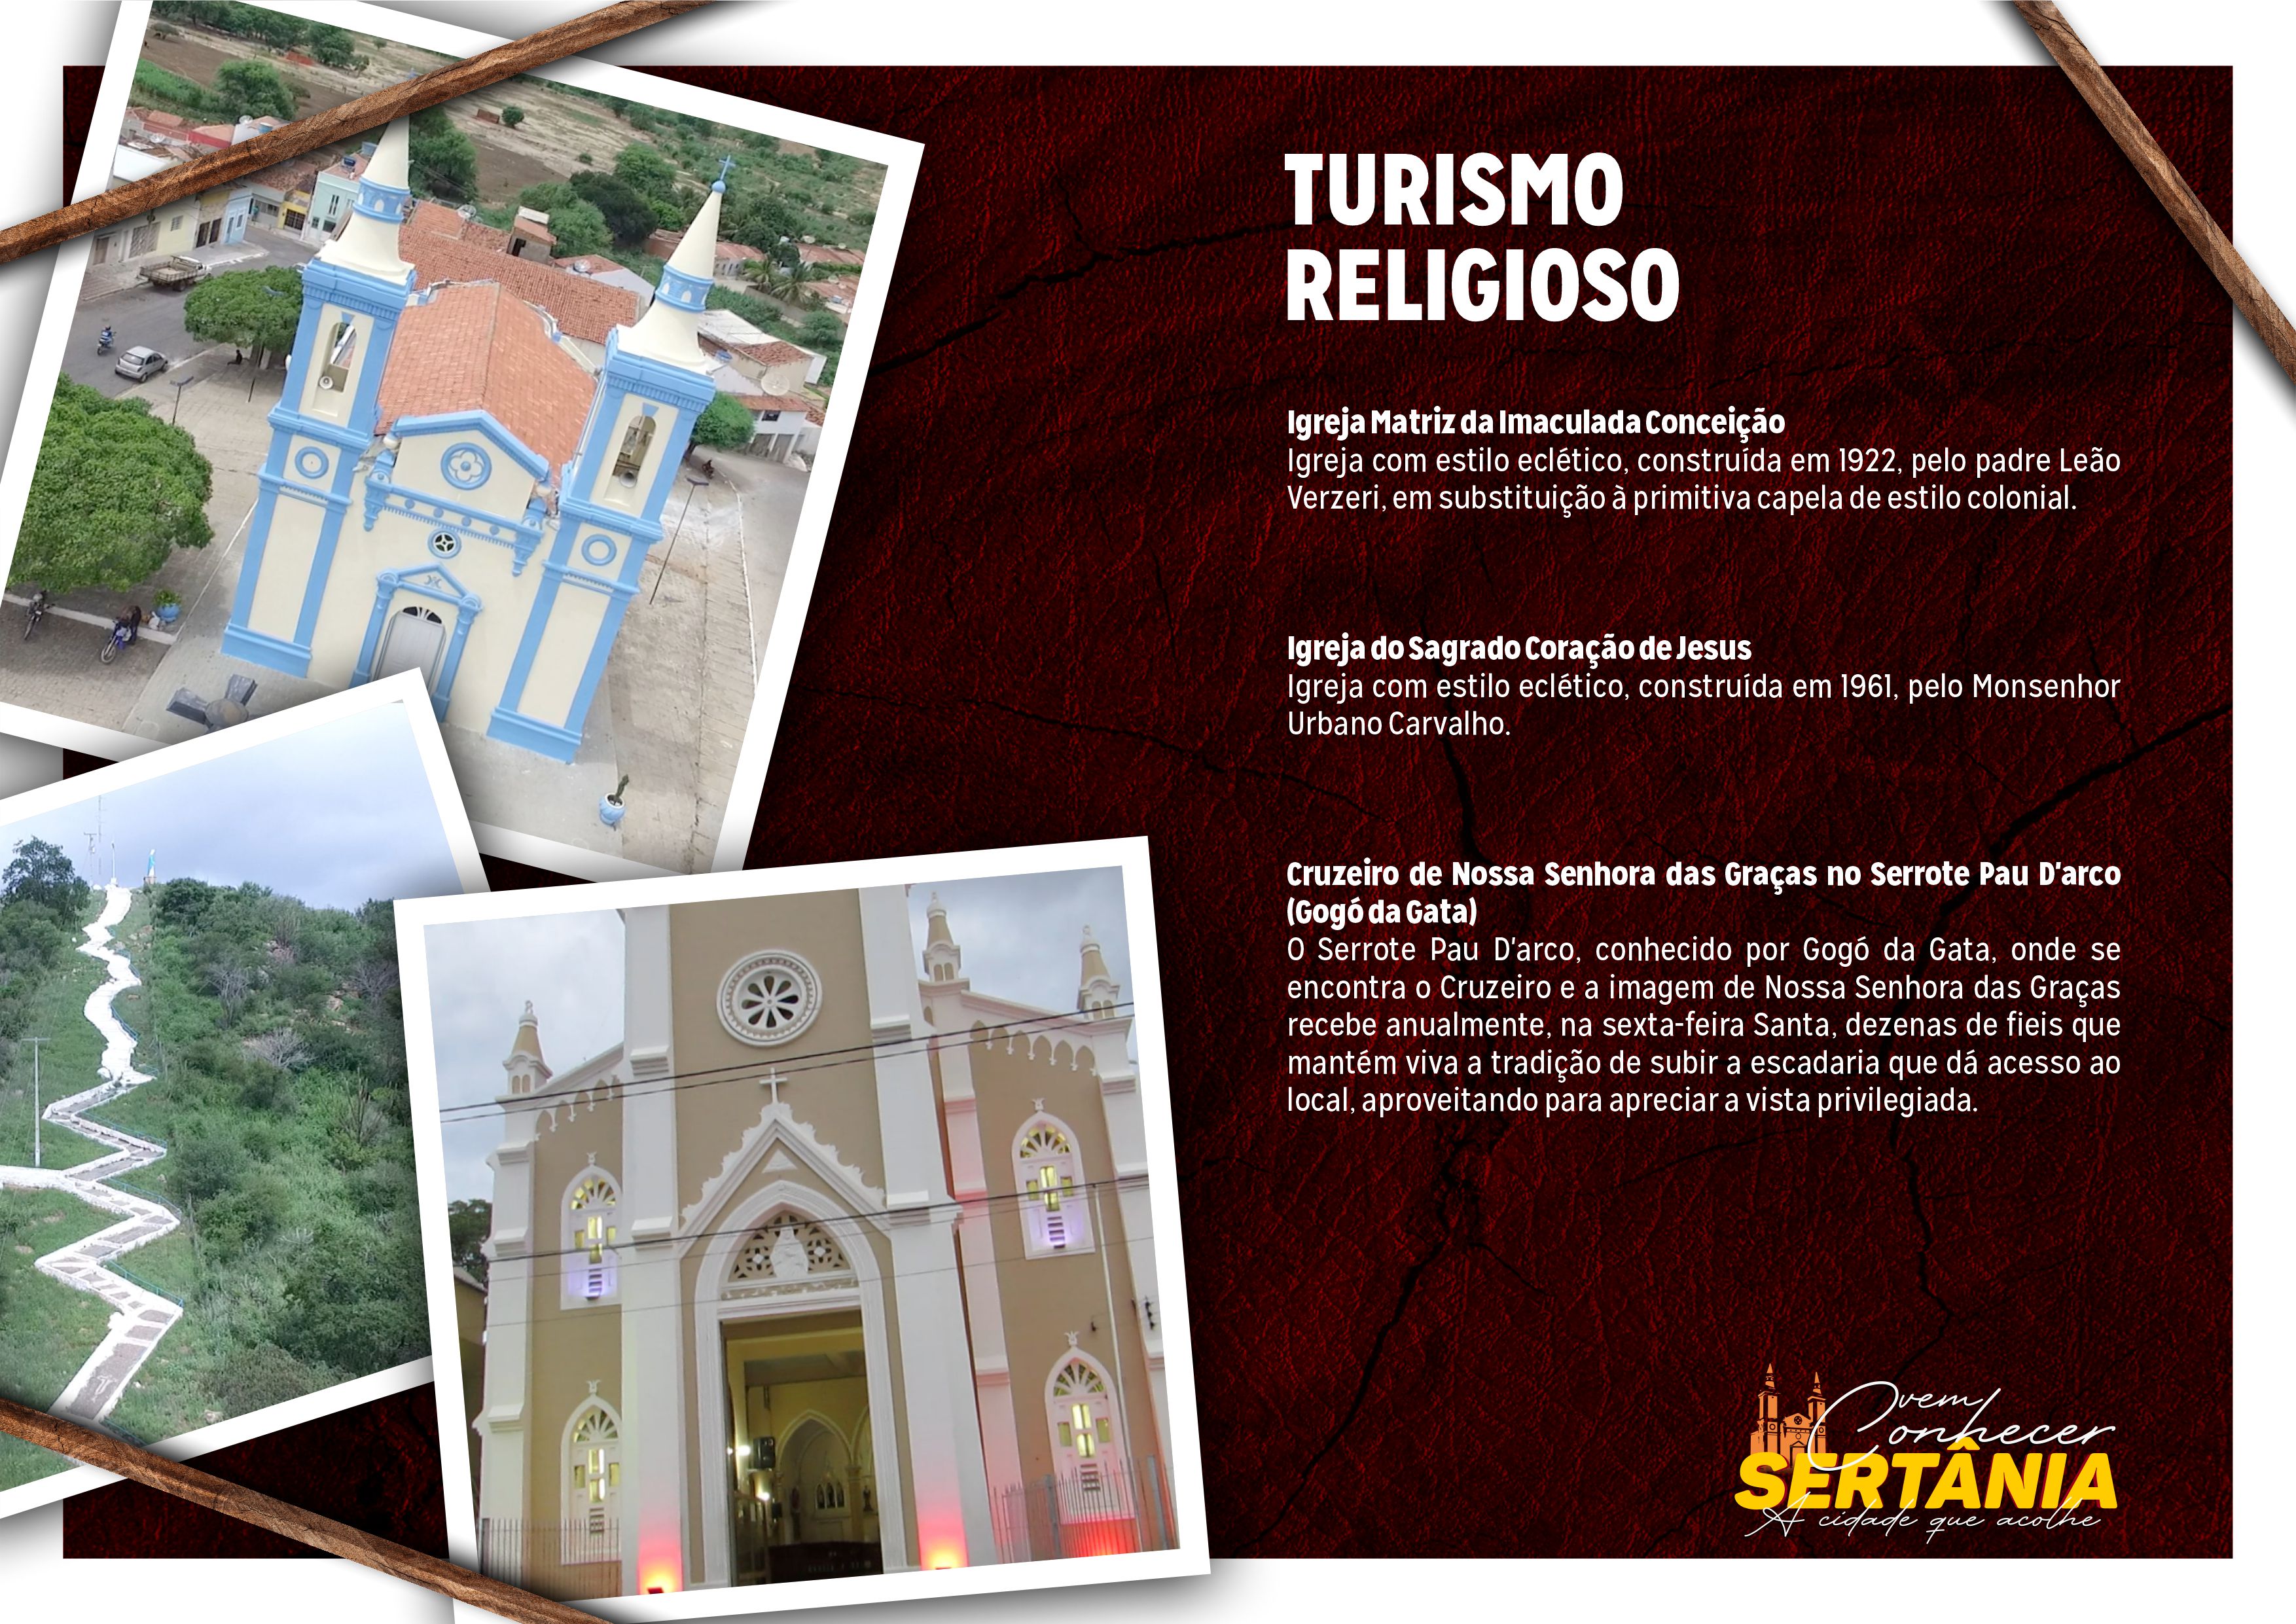 TURISMO
RELIGIOSO
Igreja Matriz da Imaculada Conceição
Igreja com estilo eclético, construída em 1922, pelo padre Leão
Verzeri, em substituição à primitiva capela de estilo colonial.
Igreja do Sagrado Coração de Jesus
Igreja com estilo eclético, construída em 1961, pelo Monsenhor
Urbano Carvalho.
Cruzeiro de Nossa Senhora das Graças no Serrote Pau D'arco
(Gogó da Gata)
O Serrote Pau D'arco, conhecido por Gogó da Gata, onde se
encontra o Cruzeiro e a imagem de Nossa Senhora das Graças
recebe anualmente, na sexta-feira Santa, dezenas de fieis que
mantém viva a tradição de subir a escadaria que dá acesso ao
local, aproveitando para apreciar a vista privilegiada.
vem
Conhecer
SERTÂNIA
A cidade que acolhe